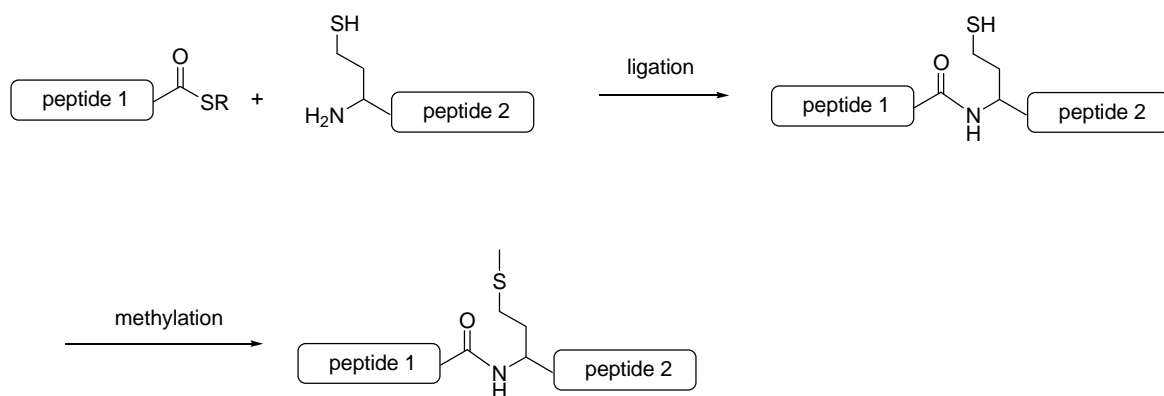 SH
O
peptide 1
SR
+
H2N
peptide 2
ligation
SH
O
peptide 1
N
H
peptide 2
methylation
S
O
peptide 1
N
H
peptide 2